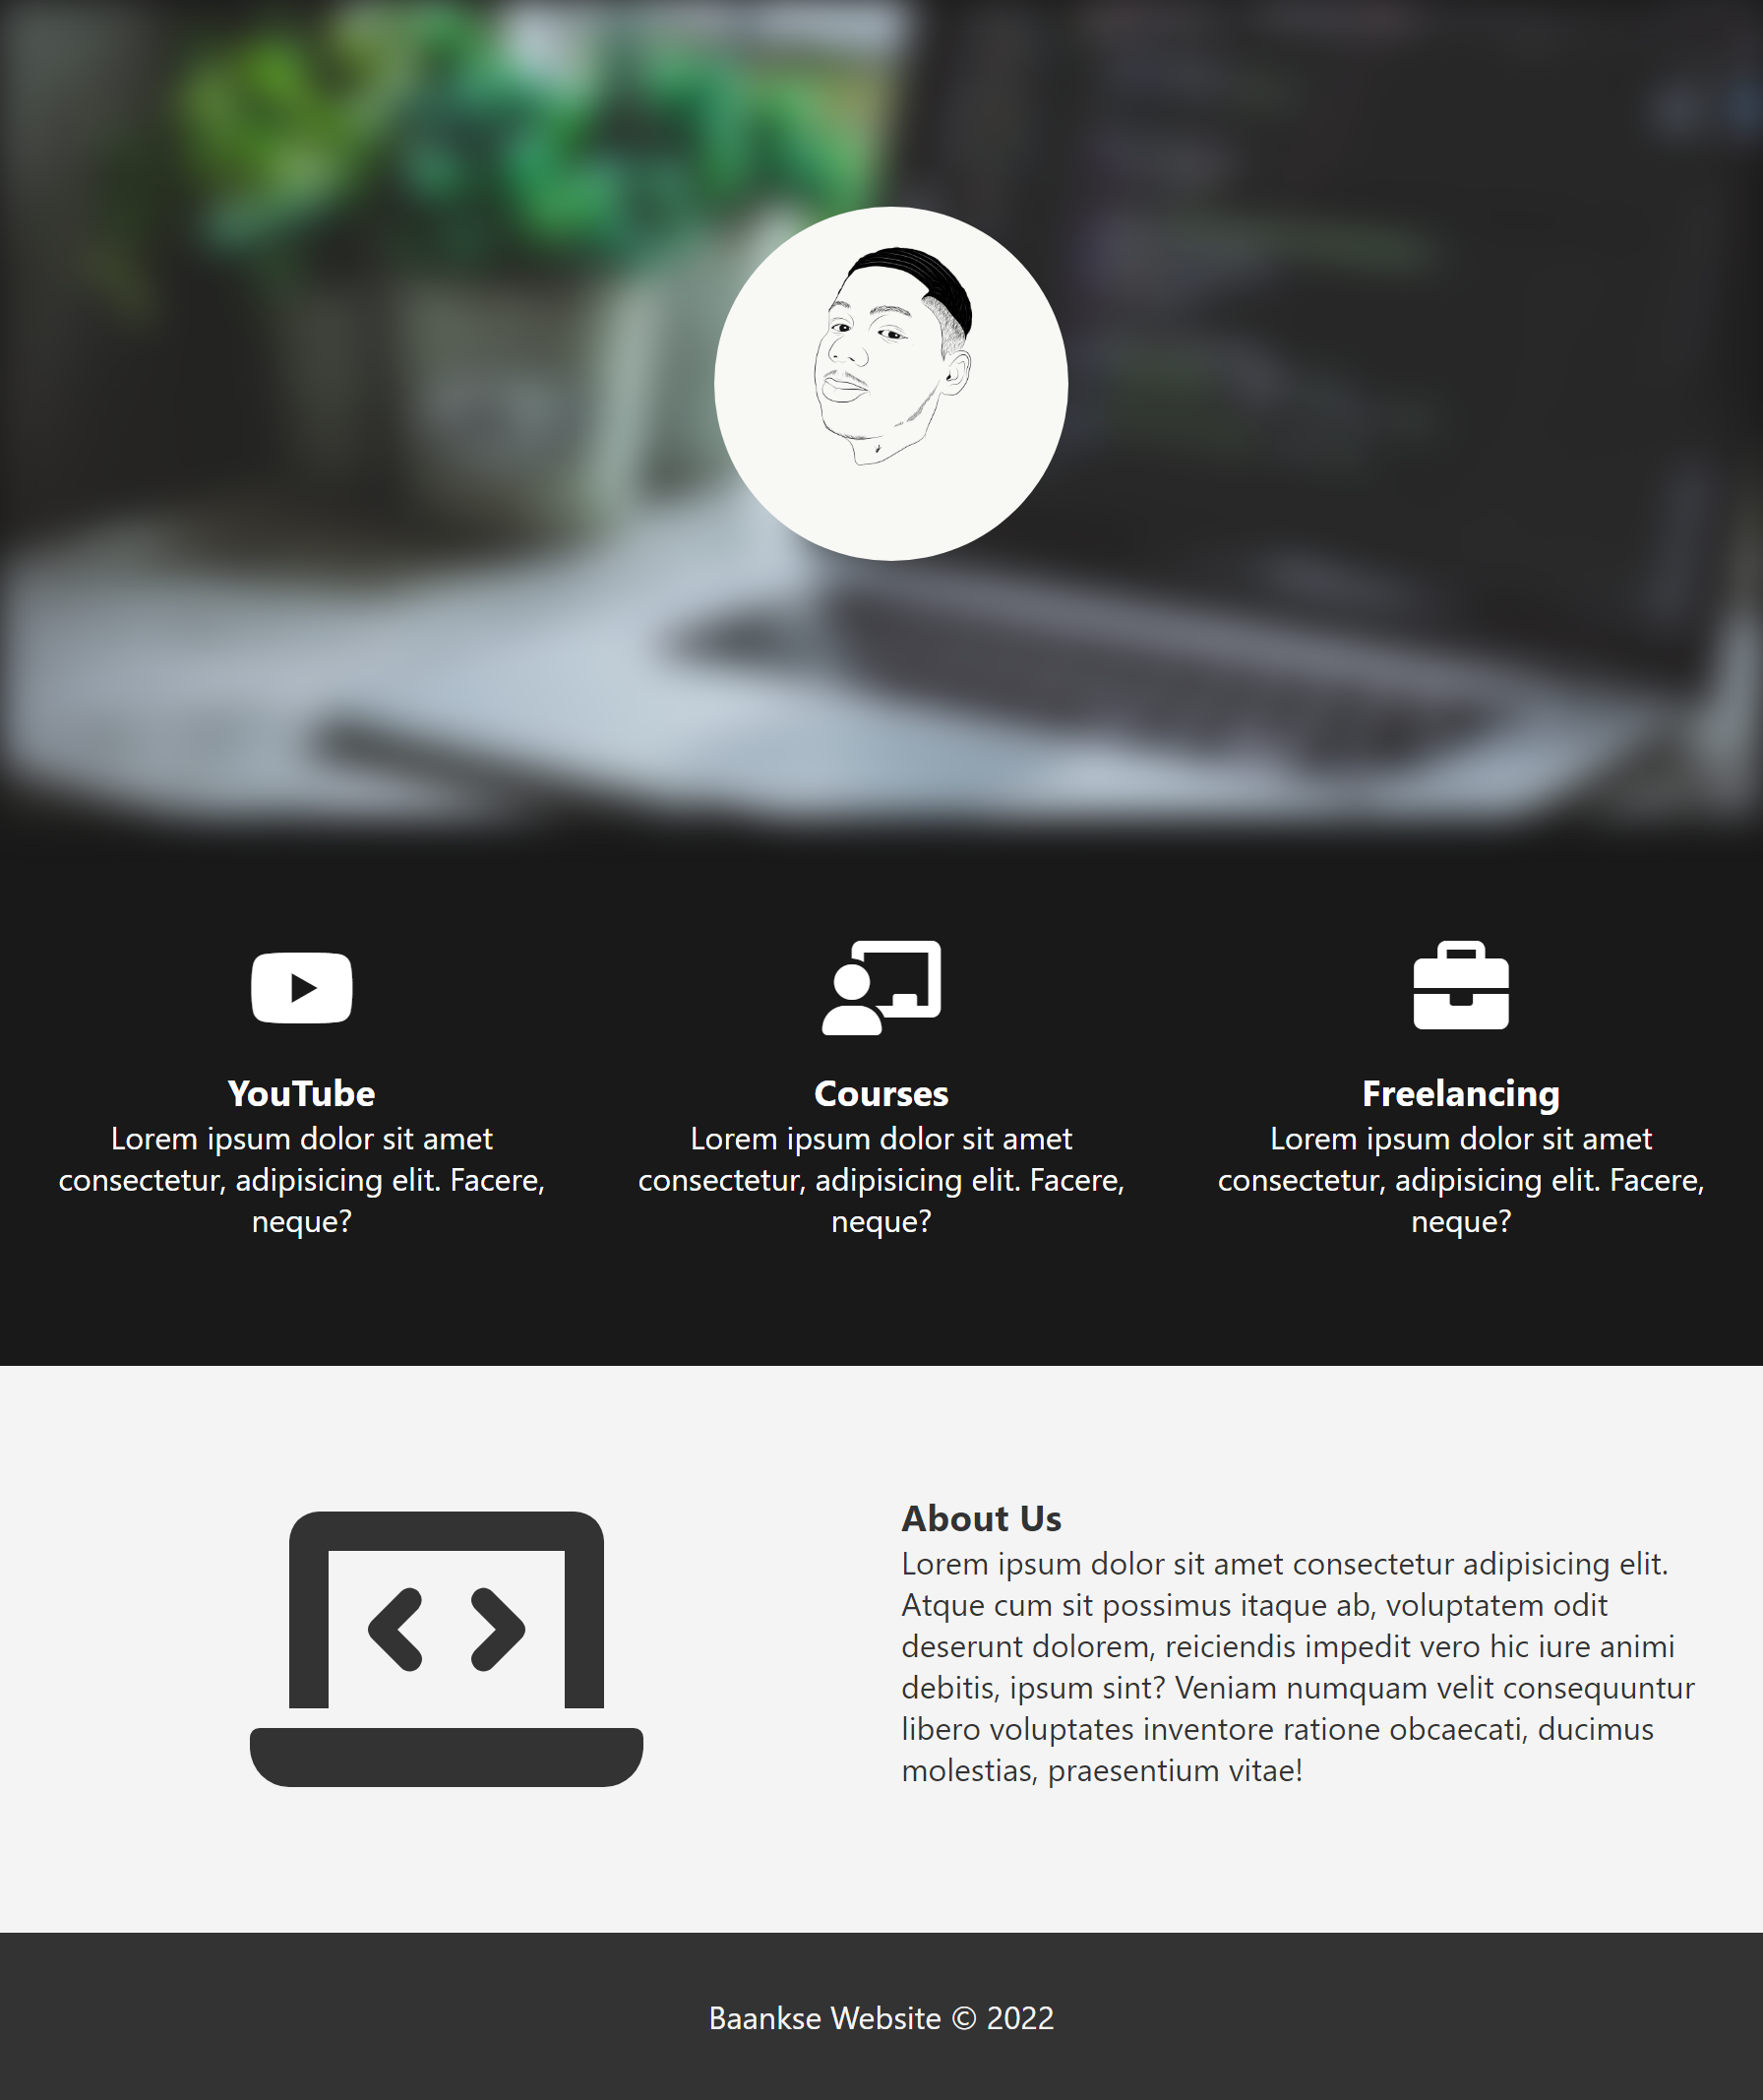 YouTube
Lorem ipsum dolor sit amet
consectetur, adipisicing elit. Facere,
neque?
Courses
Lorem ipsum dolor sit amet
consectetur, adipisicing elit. Facere,
neque?
Freelancing
Lorem ipsum dolor sit amet
consectetur, adipisicing elit. Facere,
neque?
About Us
Lorem ipsum dolor sit amet consectetur adipisicing elit.
Atque cum sit possimus itaque ab, voluptatem odit
deserunt dolorem, reiciendis impedit vero hic iure animi
debitis, ipsum sint? Veniam numquam velit consequuntur
libero voluptates inventore ratione obcaecati, ducimus
molestias, praesentium vitae!
Baankse Website © 2022